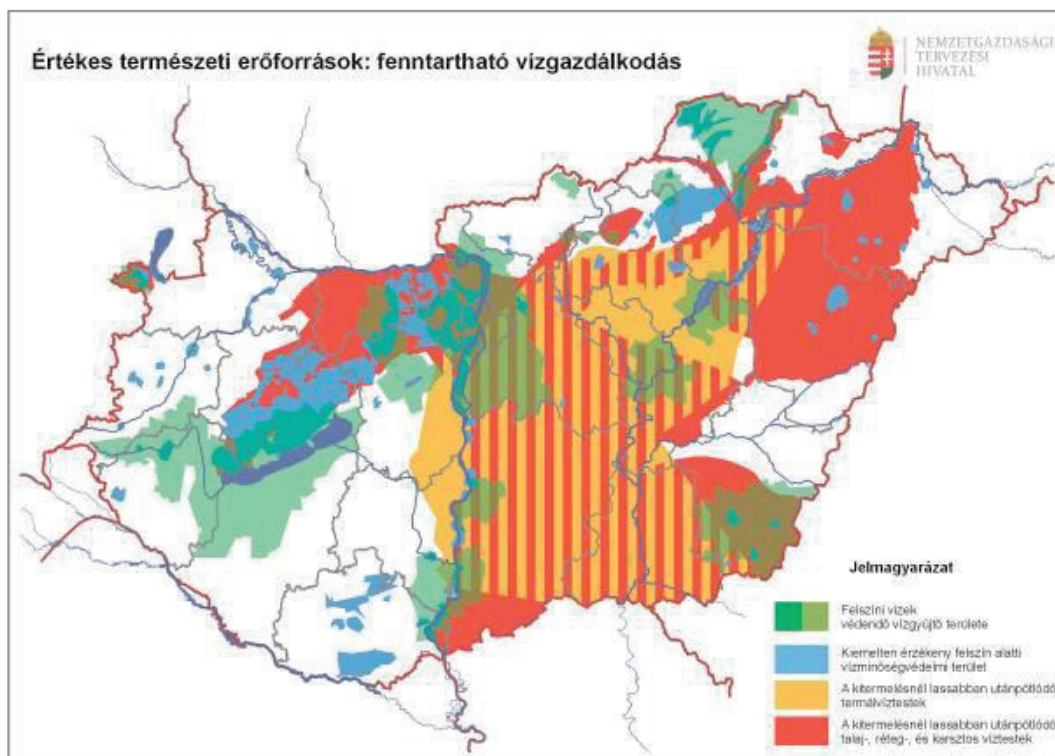 Értékes természeti erőforrások: fenntartható vízgazdálkodás
NEMZETGAZDASÁGI
TERVEZÉSI
HIVATAL
Jelmagyarázat
Felszíni vizek
védendő vízgyűjtő területe
Kiemelten érzékeny felszín alatti
vízminőségvédelmi terület
A kitermelésnél lassabban utánpótlódó
termálvíztestek
A kitermelésnél lassabban utánpótlódó
talaj-, réteg-, és karsztos víztestek